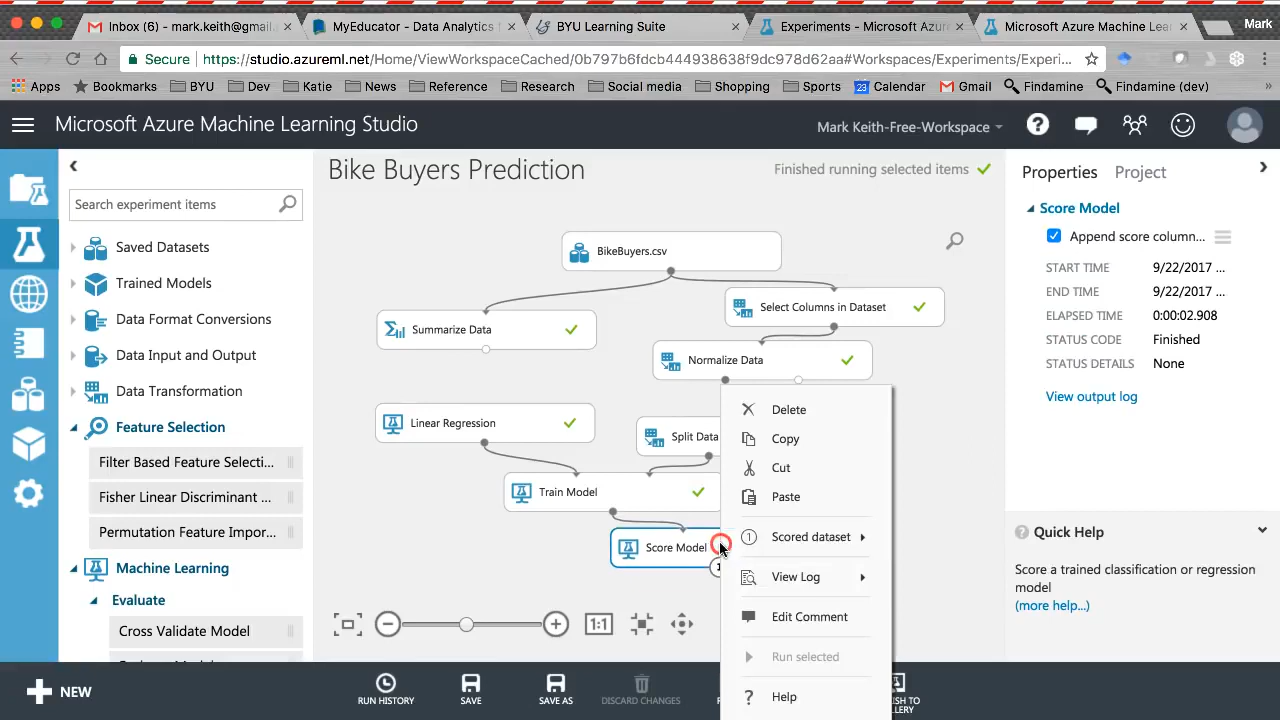 Inbox (6) - mark.keith@gmail.
MyEducator - Data Analytics
BYU Learning Suite
Experiments - Microsoft Azure
Microsoft Azure Machine Lear
Mark
Secure
https://studio.azureml.net/Home/ViewWorkspaceCached/0b797b6fdcb444938638f9dc978d62aa#Workspaces/Experiments/Experi...
Apps
Bookmarks
BYU
Dev
Katie
News
Reference
Research
Social media
Shopping
Sports
Calendar
Gmail
Findamine
Findamine (dev)
»
Microsoft Azure Machine Learning Studio
Mark Keith-Free-Workspace
Search experiment items
Saved Datasets
Trained Models
Data Format Conversions
Data Input and Output
Data Transformation
Feature Selection
Filter Based Feature Selecti...
Fisher Linear Discriminant ...
Permutation Feature Impor...
Machine Learning
Evaluate
Cross Validate Model
Bike Buyers Prediction
Finished running selected items
BikeBuyers.csv
Summarize Data
Select Columns in Dataset
Normalize Data
Linear Regression
Split Data
Train Model
Score Model
1:1
Delete
Copy
Cut
Paste
1
Scored dataset
View Log
Edit Comment
Run selected
Help
Properties
Project
Score Model
Append score column...
START TIME
9/22/2017 ...
END TIME
9/22/2017 ...
ELAPSED TIME
0:00:02.908
STATUS CODE
Finished
STATUS DETAILS
None
View output log
Quick Help
Score a trained classification or regression
model
(more help...)
NEW
RUN HISTORY
SAVE
SAVE AS
DISCARD CHANGES